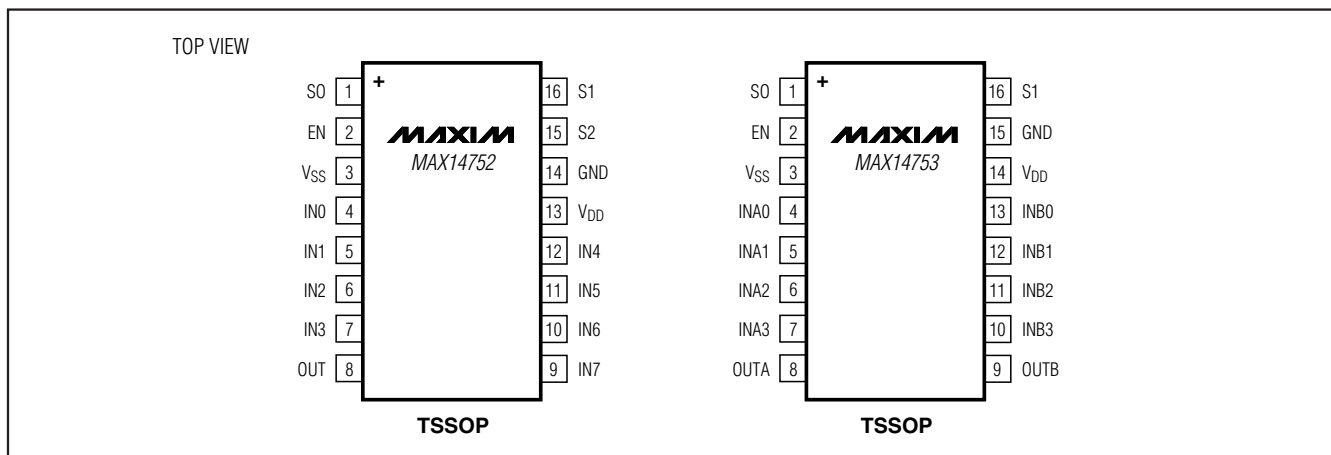 TOP VIEW
SO 1 + 16 S1
EN 2 MAXIM 15 S2
MAX14752
VSS 3 14 GND
IN0 4 13 VDD
IN1 5 12 IN4
IN2 6 11 IN5
IN3 7 10 IN6
OUT 8 9 IN7
TSSOP
SO 1 + 16 S1
EN 2 MAXIM 15 GND
MAX14753
VSS 3 14 VDD
INA0 4 13 INB0
INA1 5 12 INB1
INA2 6 11 INB2
INA3 7 10 INB3
OUTA 8 9 OUTB
TSSOP